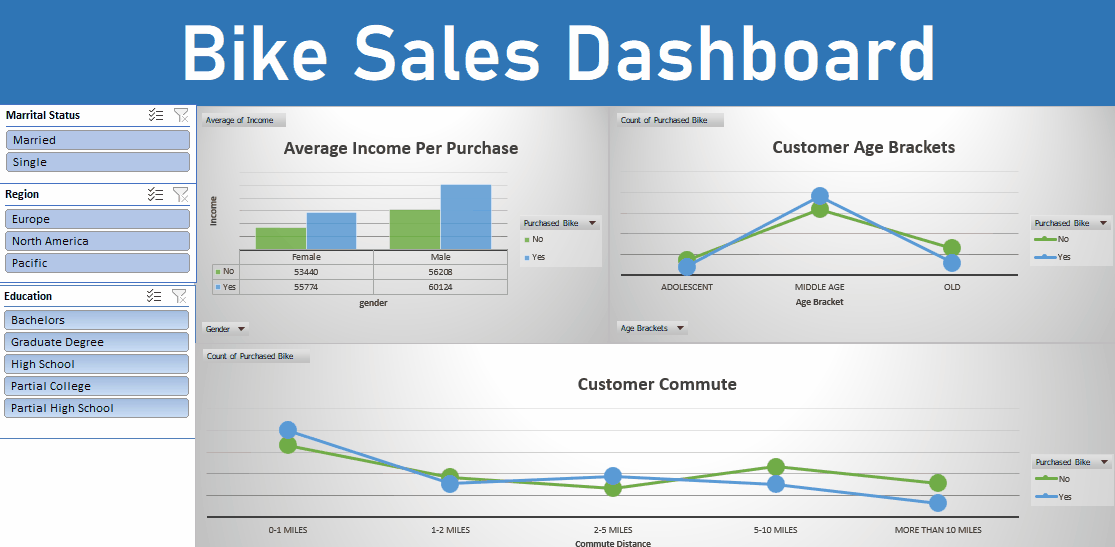 Bike Sales Dashboard
Marrital Status
Married
Single
Region
Europe
North America
Pacific
Education
Bachelors
Graduate Degree
High School
Partial College
Partial High School
Average of Income
Average Income Per Purchase
Income
Female Male
No 53440 56208
Yes 55774 60124
gender
Purchased Bike
No
Yes
Gender
Count of Purchased Bike
Customer Age Brackets
ADOLESCENT MIDDLE AGE OLD
Age Bracket
Purchased Bike
No
Yes
Age Brackets
Count of Purchased Bike
Customer Commute
0-1 MILES 1-2 MILES 2-5 MILES 5-10 MILES MORE THAN 10 MILES
Commute Distance
Purchased Bike
No
Yes